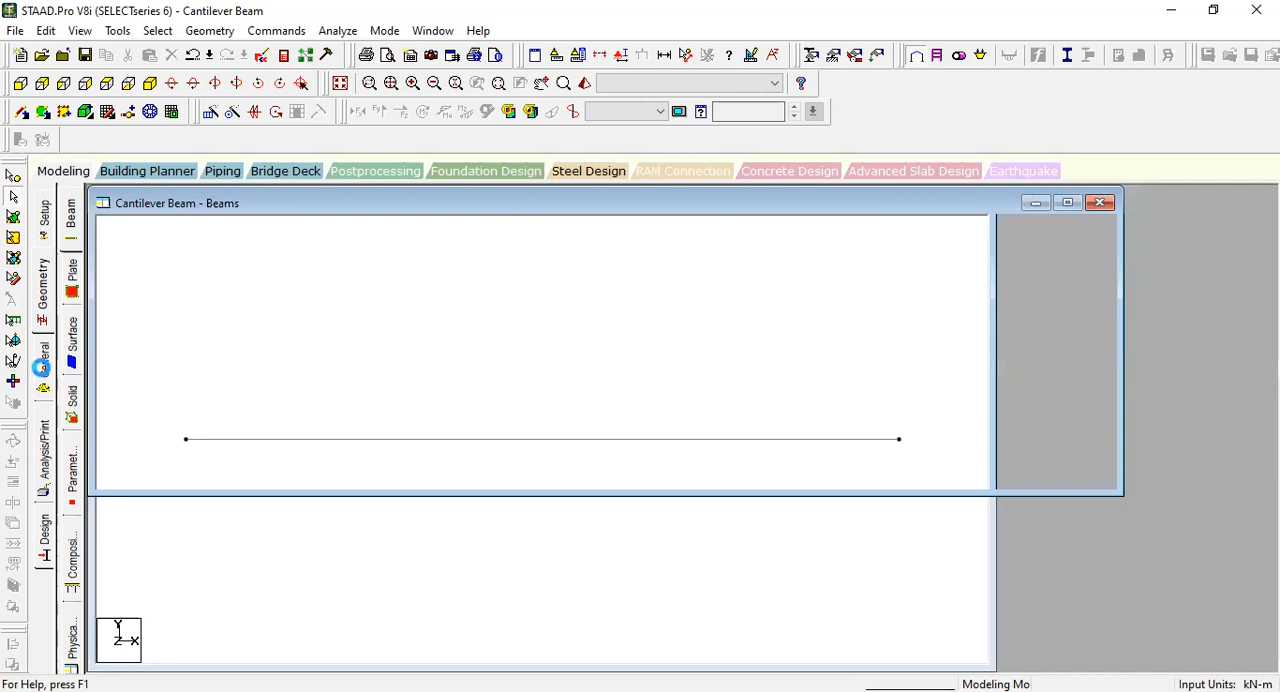 STAAD.Pro V8i (SELECTseries 6) - Cantilever Beam
File Edit View Tools Select Geometry Commands Analyze Mode Window Help
Modeling Building Planner Piping Bridge Deck Postprocessing Foundation Design Steel Design RAM Connection Concrete Design Advanced Slab Design Earthquake
Cantilever Beam - Beams
Setup
Geometry
Analysis/Print
Design
Beam
Plate
Surface
Solid
Paramet...
Composi...
Physica...
Y
Z X
For Help, press F1
Modeling Mo
Input Units: kN-m